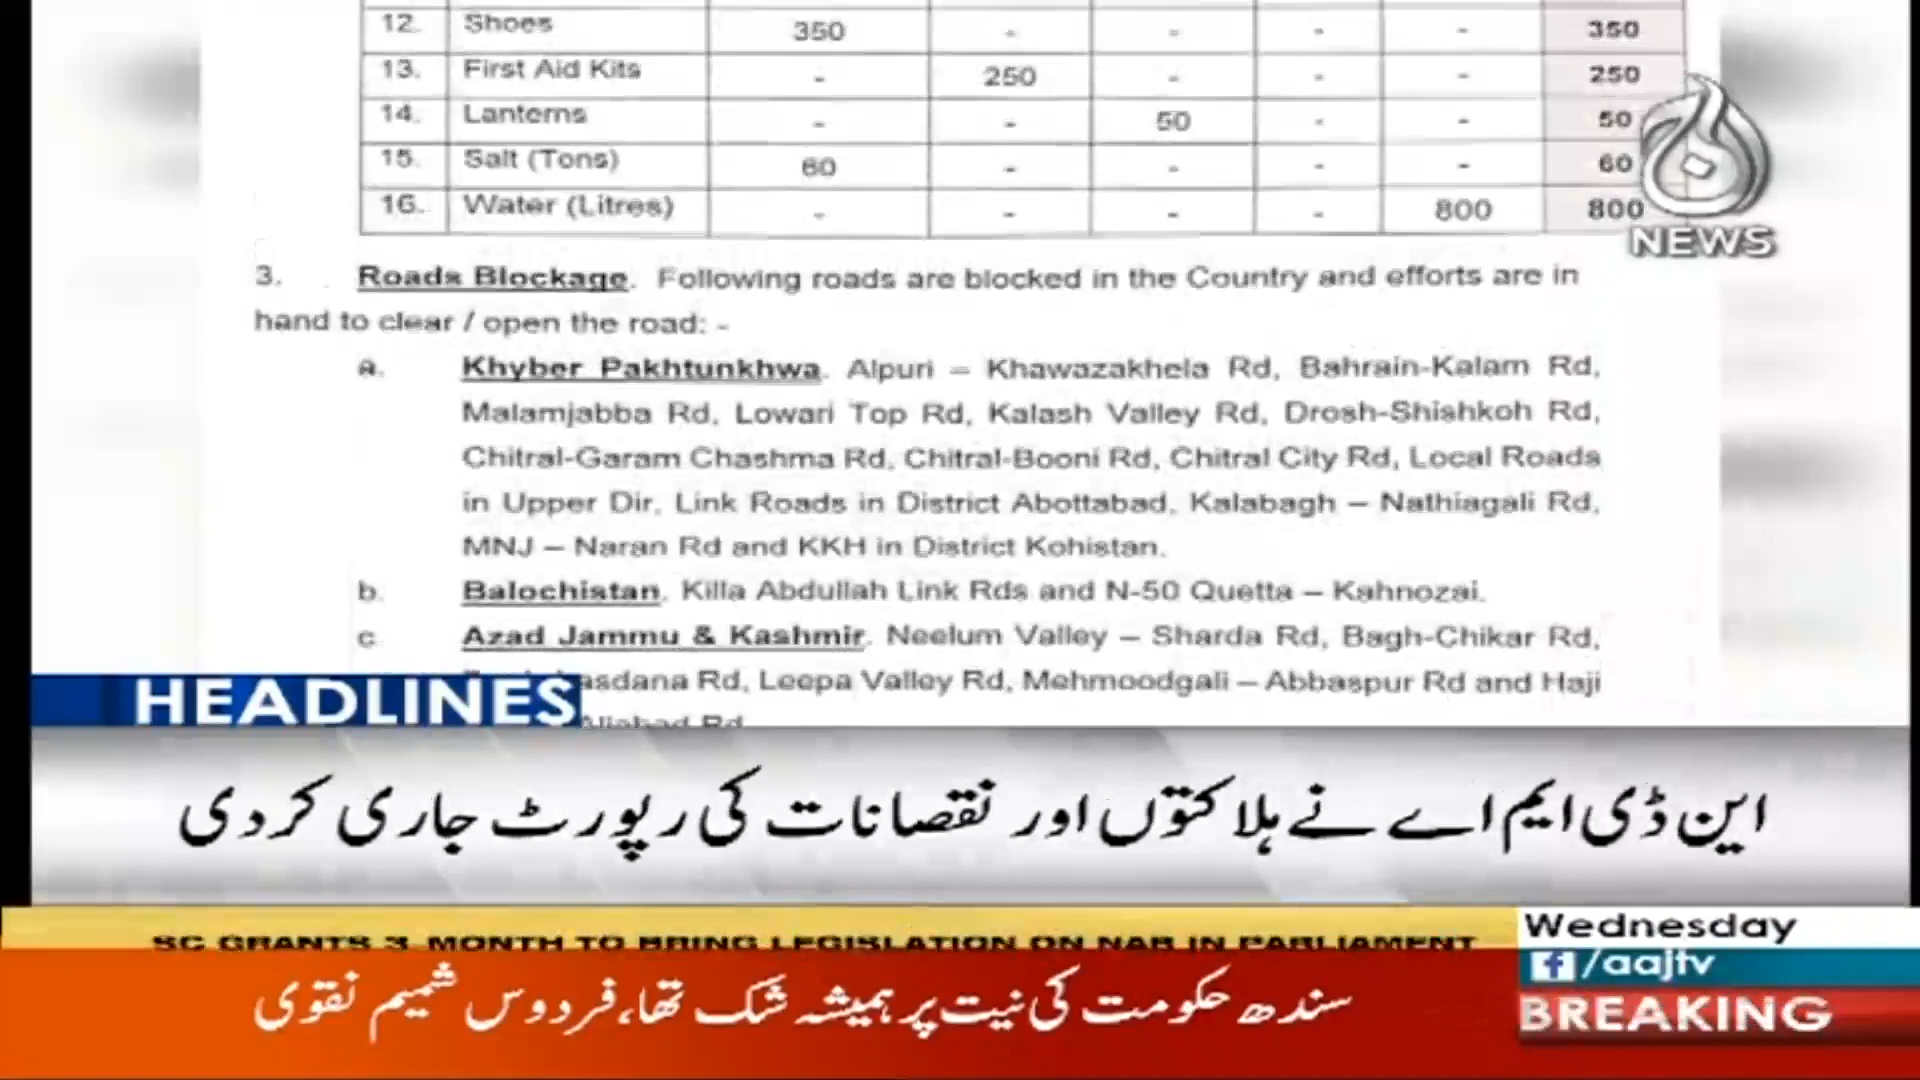 12. Shoes 350 - - - - 350
13. First Aid Kits - 250 - - - 250
14. Lanterns - - 50 - - 50
15. Salt (Tons) 60 - - - - 60
16. Water (Litres) - - - - 800 800
NEWS
3. Roads Blockage. Following roads are blocked in the Country and efforts are in
hand to clear / open the road: -
a. Khyber Pakhtunkhwa. Alpuri – Khawazakhela Rd, Bahrain-Kalam Rd,
Malamjabba Rd, Lowari Top Rd, Kalash Valley Rd, Drosh-Shishkoh Rd,
Chitral-Garam Chashma Rd, Chitral-Booni Rd, Chitral City Rd, Local Roads
in Upper Dir, Link Roads in District Abottabad, Kalabagh – Nathiagali Rd,
MNJ – Naran Rd and KKH in District Kohistan.
b. Balochistan. Killa Abdullah Link Rds and N-50 Quetta – Kahnozai.
c. Azad Jammu & Kashmir. Neelum Valley – Sharda Rd, Bagh-Chikar Rd,
Rd, Leepa Valley Rd, Mehmoodgali – Abbaspur Rd and Haji
Rd
HEADLINES
این ڈی ایم اے نے ہلاکتوں اور نقصانات کی رپورٹ جاری کردی
SC GRANTS 3 MONTH TO BRING LEGISLATION ON NAB IN PARLIAMENT
سندھ حکومت کی نیت پر ہمیشہ شک تھا، فردوس شمیم نقوی
Wednesday
f/aajtv
BREAKING